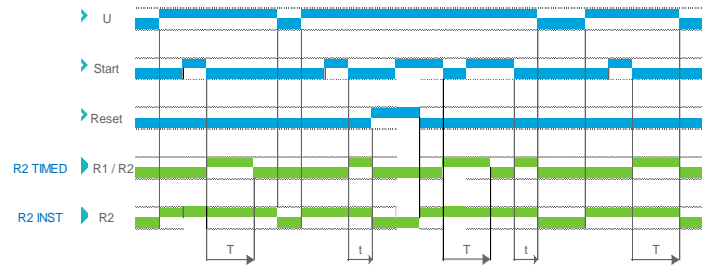 U
Start
Reset
R2 TIMED R1 / R2
R2 INST R2
T t T t T